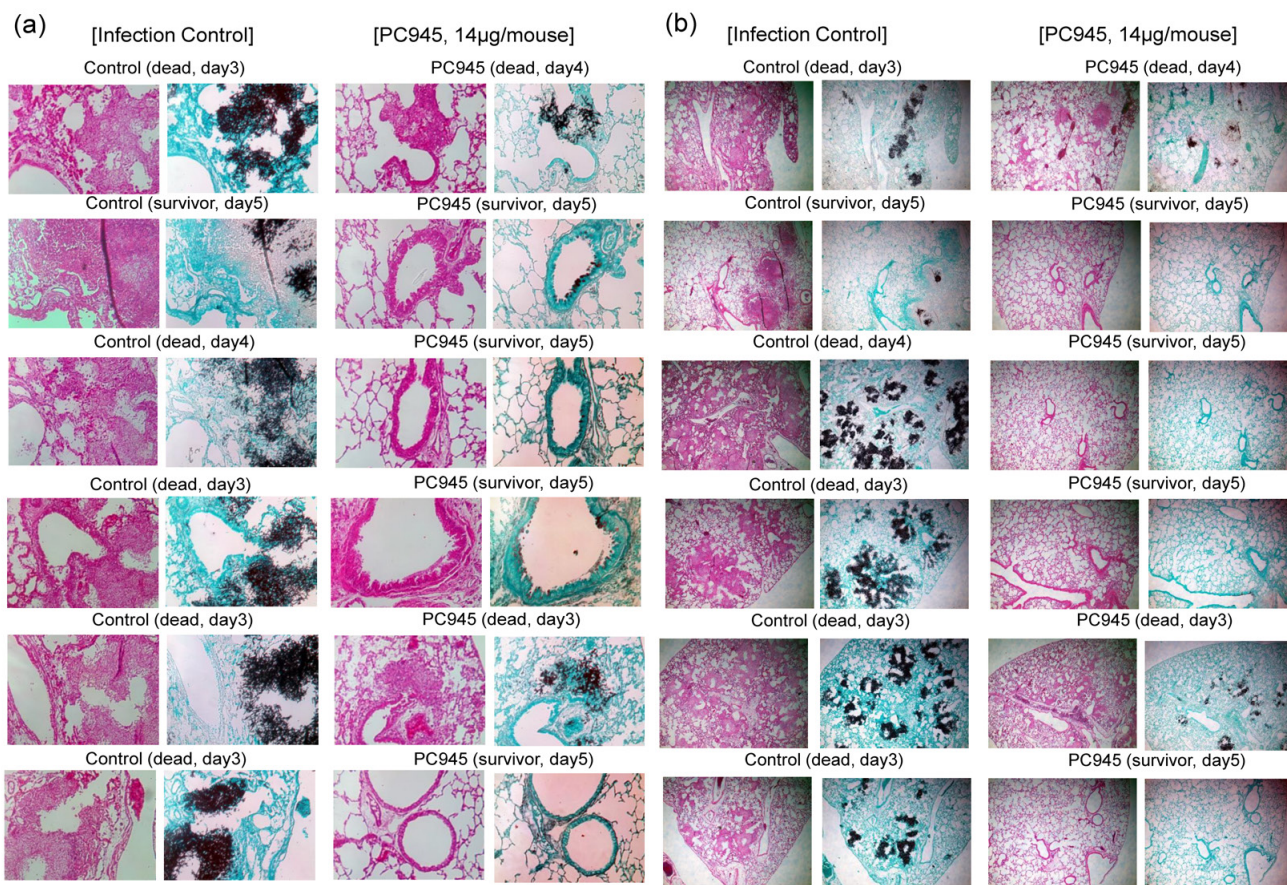 (a)
[Infection Control] [PC945, 14µg/mouse]
Control (dead, day3) PC945 (dead, day4)
Control (survivor, day5) PC945 (survivor, day5)
Control (dead, day4) PC945 (survivor, day5)
Control (dead, day3) PC945 (survivor, day5)
Control (dead, day3) PC945 (dead, day3)
Control (dead, day3) PC945 (survivor, day5)
(b)
[Infection Control] [PC945, 14µg/mouse]
Control (dead, day3) PC945 (dead, day4)
Control (survivor, day5) PC945 (survivor, day5)
Control (dead, day4) PC945 (survivor, day5)
Control (dead, day3) PC945 (survivor, day5)
Control (dead, day3) PC945 (dead, day3)
Control (dead, day3) PC945 (survivor, day5)